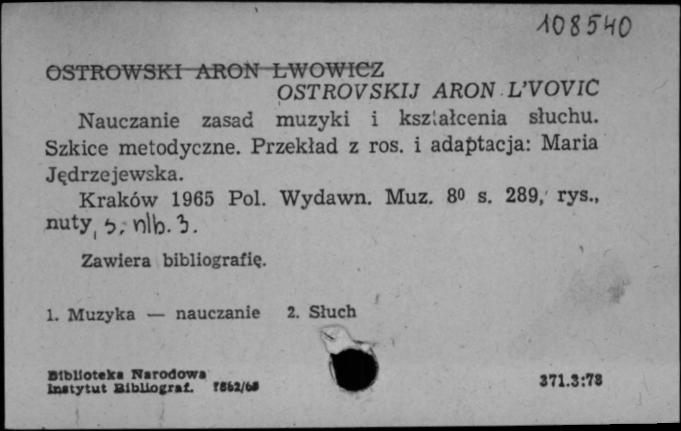 108540
OSTROWSKI ARON LWOWICZ
OSTROVSKIJ ARON L'VOVIC
Nauczanie zasad muzyki i kształcenia słuchu.
Szkice metodyczne. Przekład z ros. i adaptacja: Maria
Jędrzejewska.
Kraków 1965 Pol. Wydawn. Muz. 8⁰ s. 289, rys.,
nuty, s. nlb. 3.
Zawiera bibliografię.
1. Muzyka — nauczanie 2. Słuch
Biblioteka Narodowa
Instytut Bibliograf. 371.3:78